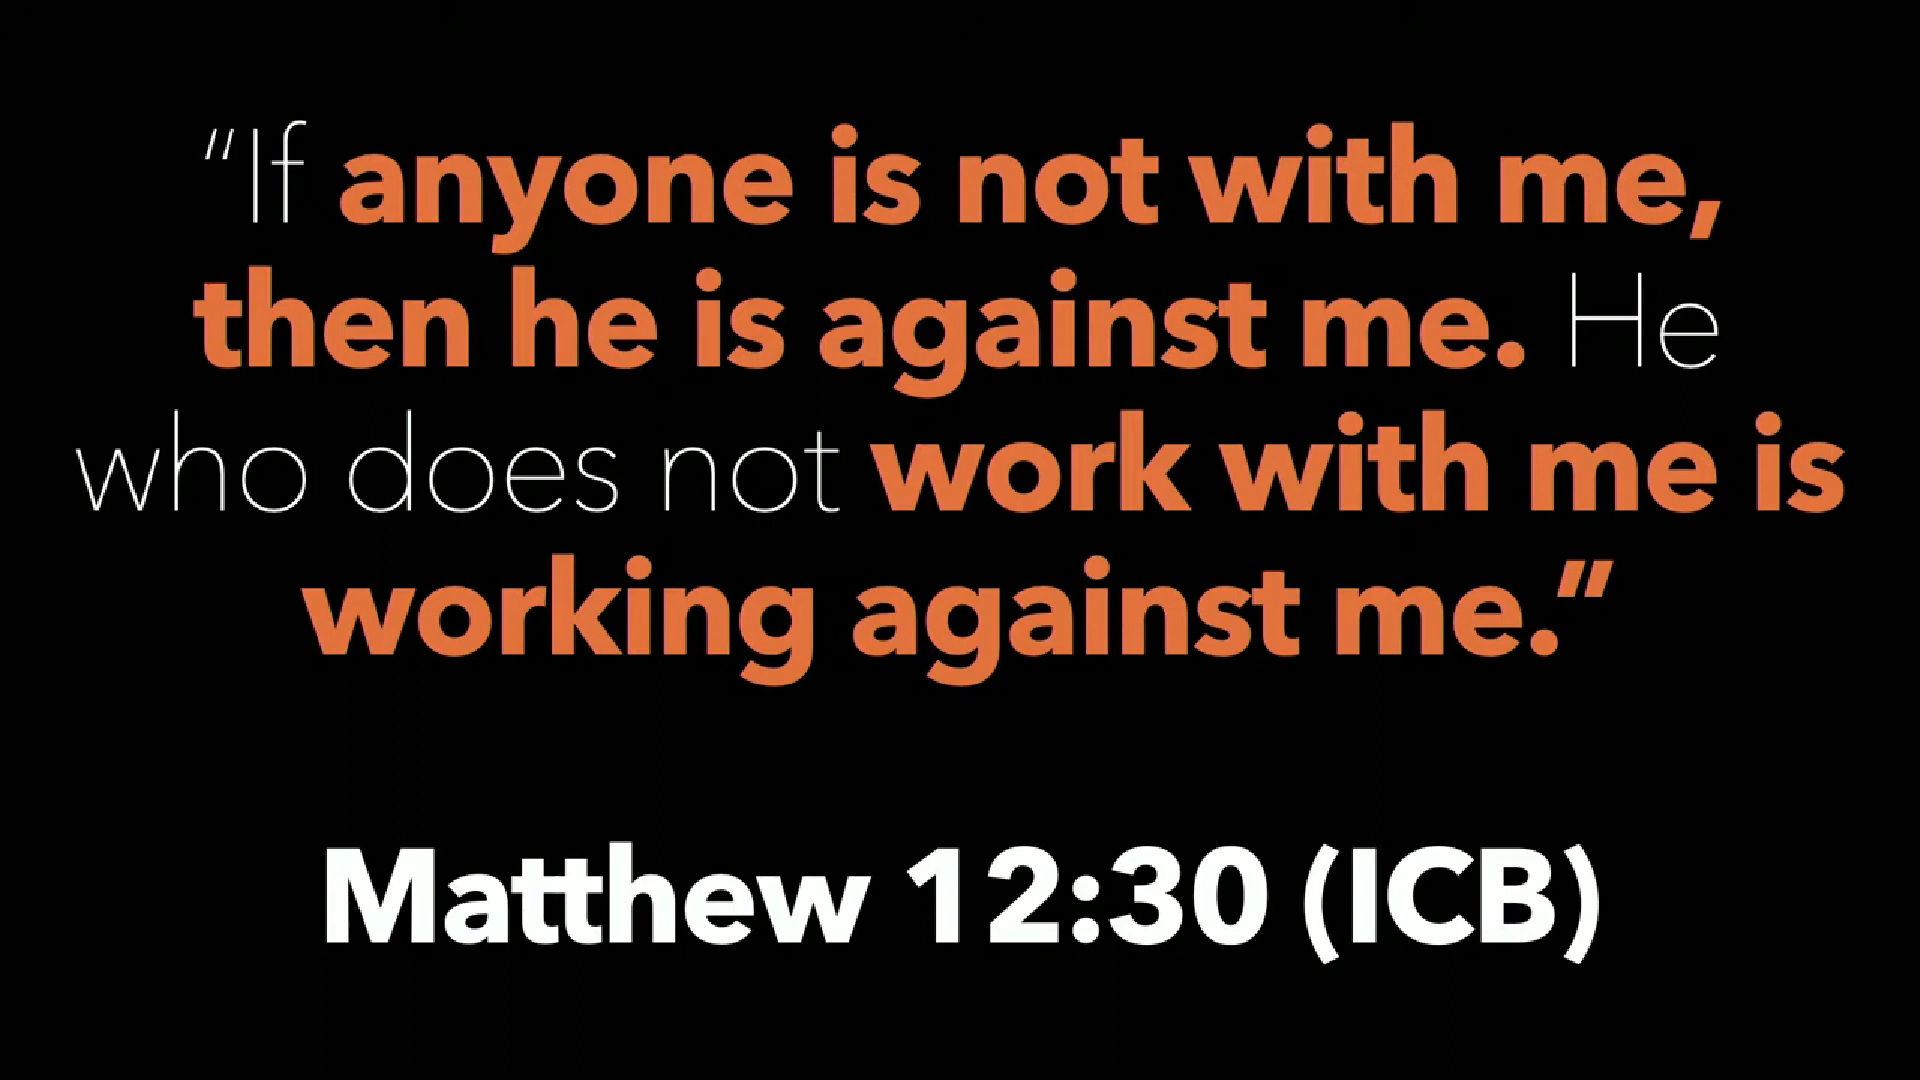 “If anyone is not with me,
then he is against me. He
who does not work with me is
working against me.”
Matthew 12:30 (ICB)